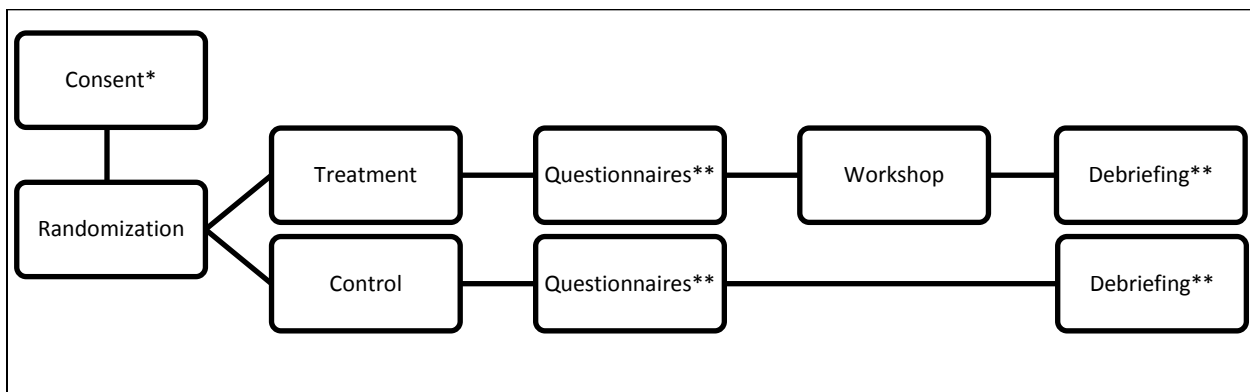 Consent*
Randomization
Treatment
Questionnaires**
Workshop
Debriefing**
Control
Questionnaires**
Debriefing**